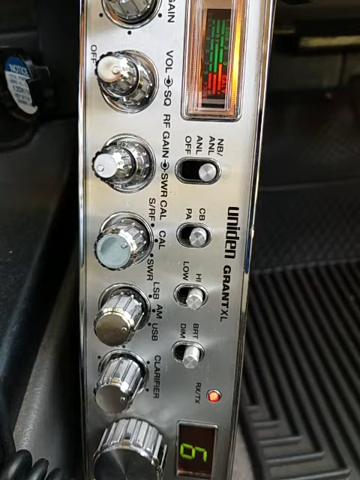 GAIN
OFF
VOL SQ
RF GAIN SWR CAL
S/RF CAL SWR
LSB AM USB
CLARIFIER
NB/
ANL
ANL
OFF
CB
PA
HI
LOW
BRT
DIM
RX/TX
uniden GRANT XL